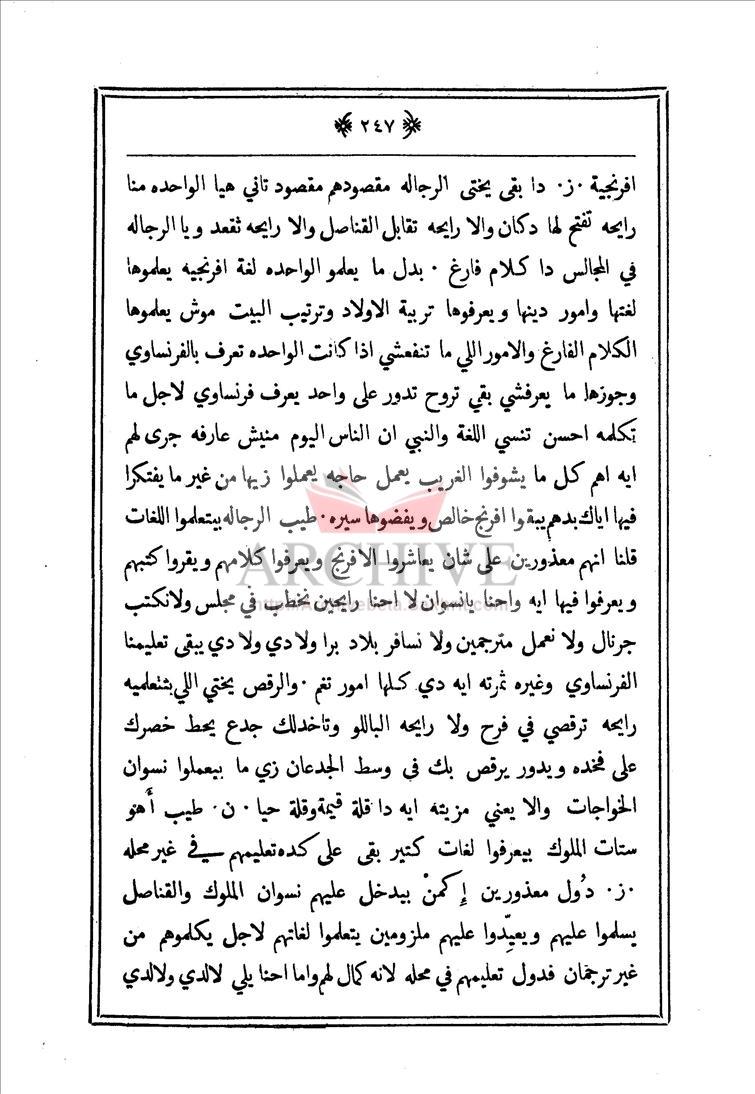 ٢٤٧
افرنجية ٠ز٠ دا بقى يختى الرجاله مقصودهم مقصود تاني هيا الواحده منا
رايحه تفتح لها دكان والا رايحه تقابل القناصل والا رايحه ثقعد ويا الرجاله
في المجالس دا كلام فارغ ٠ بدل ما يعلمو الواحده لغة افرنجيه يعلموها
لغتها وامور دينها ويعرفوها تربية الاولاد وترتيب البيت موش يعلموها
الكلام الفارغ والامور اللي ما تنفعشي اذا كانت الواحده تعرف بالفرنساوي
وجوزها ما يعرفشي بقي تروح تدور على واحد يعرف فرنساوي لاجل ما
تكلمه احسن تنسي اللغة والنبي ان الناس اليوم منيش عارفه جرى لهم
ايه اهم كل ما يشوفوا الغريب يعمل حاجه يعملوا زيها من غير ما يفتكرا
فيها اياك بدهم يبقوا افرنج خالص ويفضوها سيره٠ طيب الرجاله بيتعلموا اللغات
قلنا انهم معذورين على شان يعاشروا الافرنج ويعرفوا كلامهم ويقروا كتبهم
ويعرفوا فيها ايه واحنا يانسوان لا احنا رايحين نخطب في مجلس ولانكتب
جرنال ولا نعمل مترجمين ولا نسافر بلاد برا ولادي ولا دي يبقى تعليمنا
الفرنساوي وغيره ثمرته ايه دي كلها امور تغم ٠والرقص يختي اللي بنتعلميه
رايحه ترقصي في فرح ولا رايحه الباللو وتاخدلك جدع يحط خصرك
على فخده ويدور يرقص بك في وسط الجدعان زي ما بيعملوا نسوان
الخواجات والا يعني مزيته ايه دا قلة قيمة وقلة حيا ٠ ن٠ طيب أهو
ستات الملوك بيعرفوا لغات كتير بقى على كده تعليمهم في غير محله
٠ز٠ دُول معذورين إكمنْ بيدخل عليهم نسوان الملوك والقناصل
يسلموا عليهم ويعيِّدوا عليهم ملزومين يتعلموا لغاتهم لاجل يكلموهم من
غير ترجمان فدول تعليمهم في محله لانه كمال لهم واما احنا يلي لالدي ولالدي
ARCHIVE